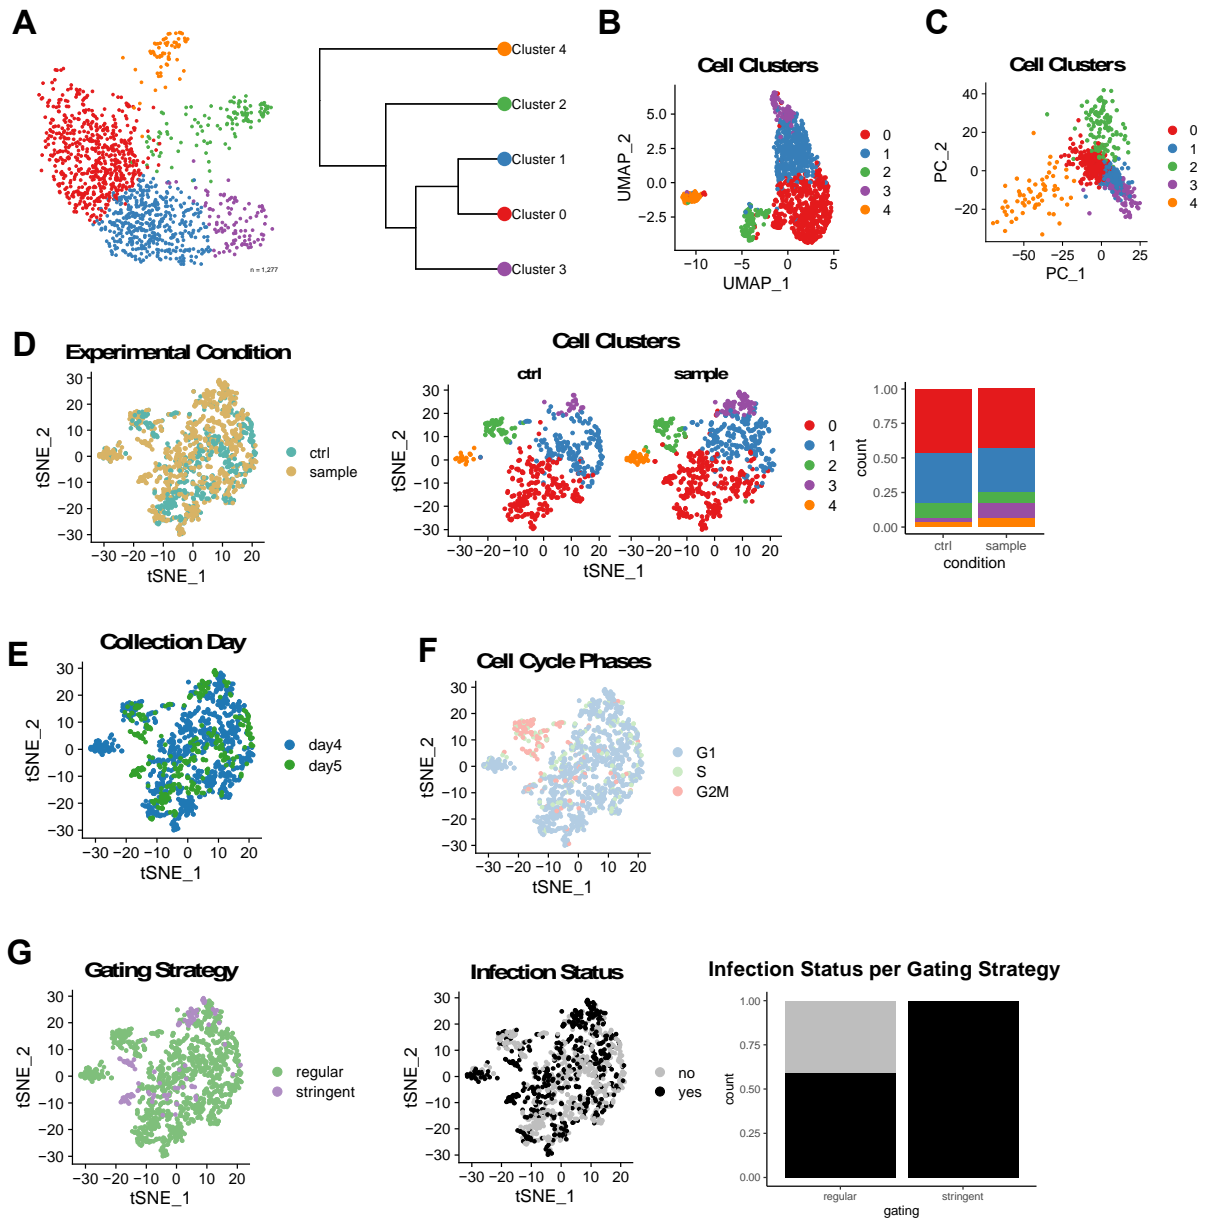 A
Cluster 4
Cluster 2
Cluster 1
Cluster 0
Cluster 3
n = 1,277
B
Cell Clusters
UMAP_2
5.0
2.5
0.0
−2.5
−10
−5
0
5
UMAP_1
0
1
2
3
4
C
Cell Clusters
PC_2
40
20
0
−20
−50
−25
0
25
PC_1
0
1
2
3
4
D
Experimental Condition
tSNE_2
30
20
10
0
−10
−20
−30
−30 −20 −10 0 10 20
tSNE_1
ctrl
sample
Cell Clusters
ctrl
sample
tSNE_2
30
20
10
0
−10
−20
−30
−30 −20 −10 0 10 20
−30 −20 −10 0 10 20
tSNE_1
0
1
2
3
4
count
1.00
0.75
0.50
0.25
0.00
ctrl
sample
condition
E
Collection Day
tSNE_2
30
20
10
0
−10
−20
−30
−30 −20 −10 0 10 20
tSNE_1
day4
day5
F
Cell Cycle Phases
tSNE_2
30
20
10
0
−10
−20
−30
−30 −20 −10 0 10 20
tSNE_1
G1
S
G2M
G
Gating Strategy
tSNE_2
30
20
10
0
−10
−20
−30
−30 −20 −10 0 10 20
tSNE_1
regular
stringent
Infection Status
tSNE_2
30
20
10
0
−10
−20
−30
−30 −20 −10 0 10 20
tSNE_1
no
yes
Infection Status per Gating Strategy
count
1.00
0.75
0.50
0.25
0.00
regular
stringent
gating